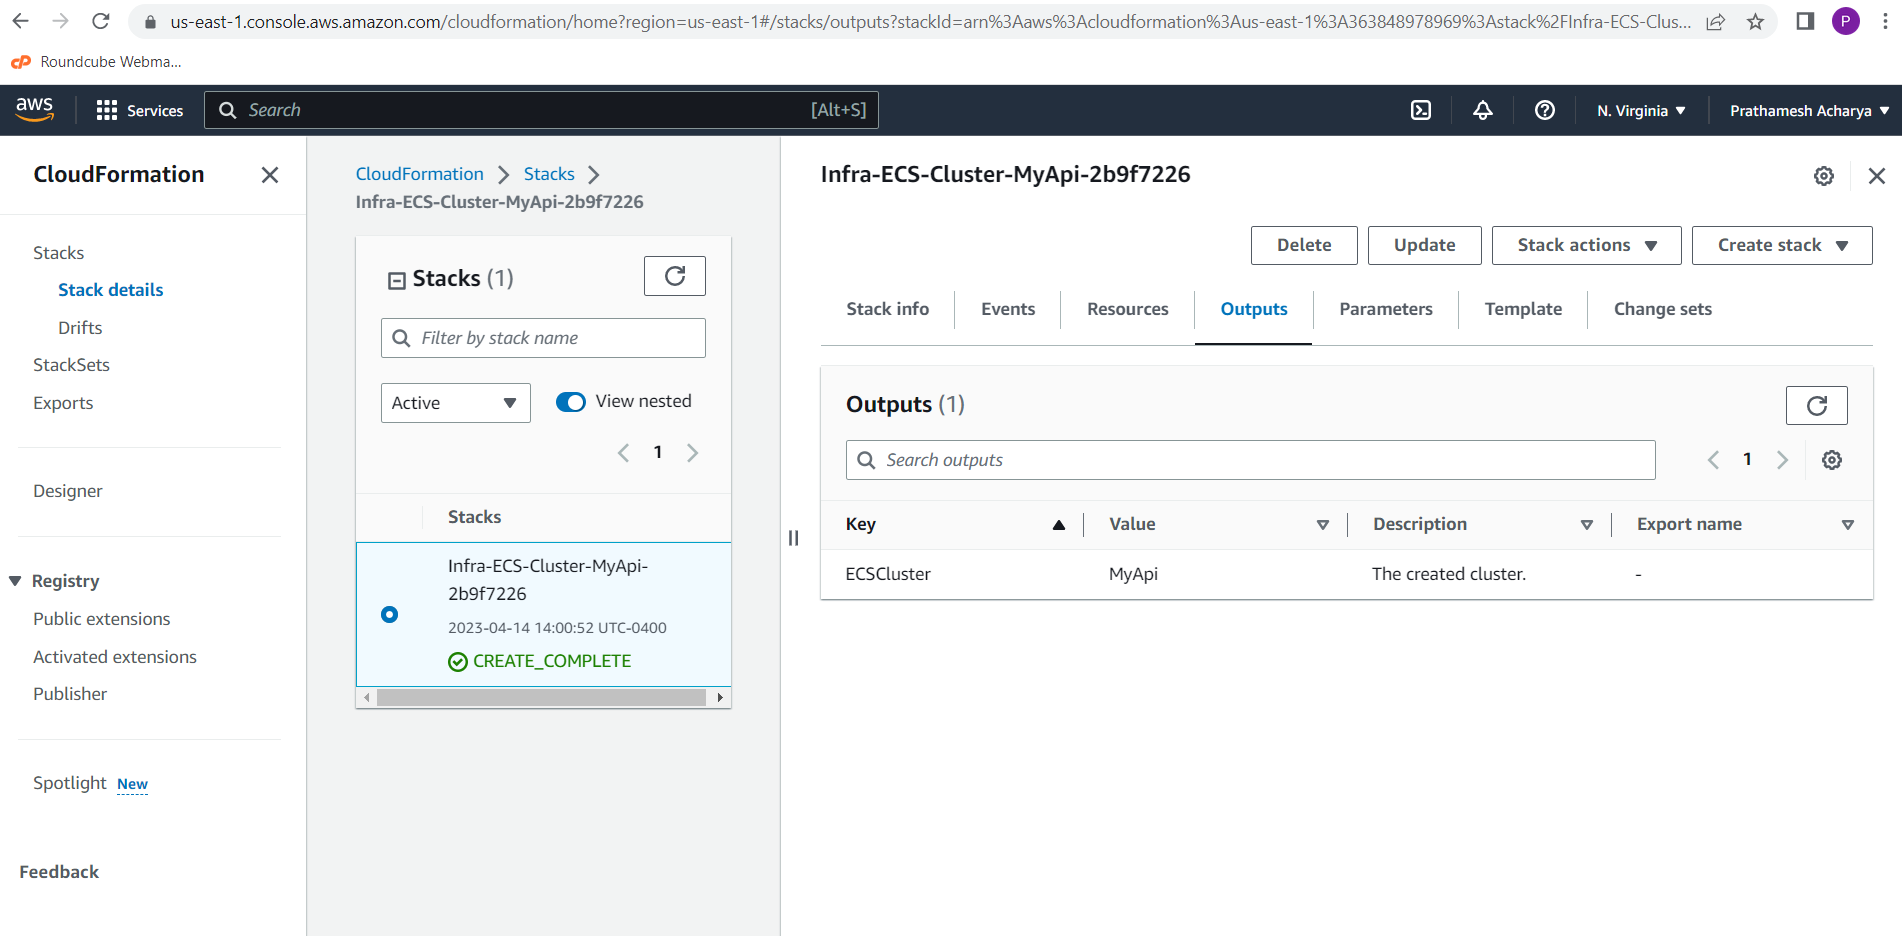 us-east-1.console.aws.amazon.com/cloudformation/home?region=us-east-1#/stacks/outputs?stackId=arn%3Aaws%3Acloudformation%3Aus-east-1%3A363848978969%3Astack%2FInfra-ECS-Clus...
P
cP Roundcube Webma...
aws
Services
Search
[Alt+S]
N. Virginia
Prathamesh Acharya
CloudFormation
Stacks
Stack details
Drifts
StackSets
Exports
Designer
Registry
Public extensions
Activated extensions
Publisher
Spotlight New
Feedback
CloudFormation
Stacks
Infra-ECS-Cluster-MyApi-2b9f7226
Stacks (1)
Filter by stack name
Active
View nested
1
Stacks
Infra-ECS-Cluster-MyApi-
2b9f7226
2023-04-14 14:00:52 UTC-0400
CREATE_COMPLETE
Infra-ECS-Cluster-MyApi-2b9f7226
Delete
Update
Stack actions
Create stack
Stack info
Events
Resources
Outputs
Parameters
Template
Change sets
Outputs (1)
Search outputs
1
Key
Value
Description
Export name
ECSCluster
MyApi
The created cluster.
-